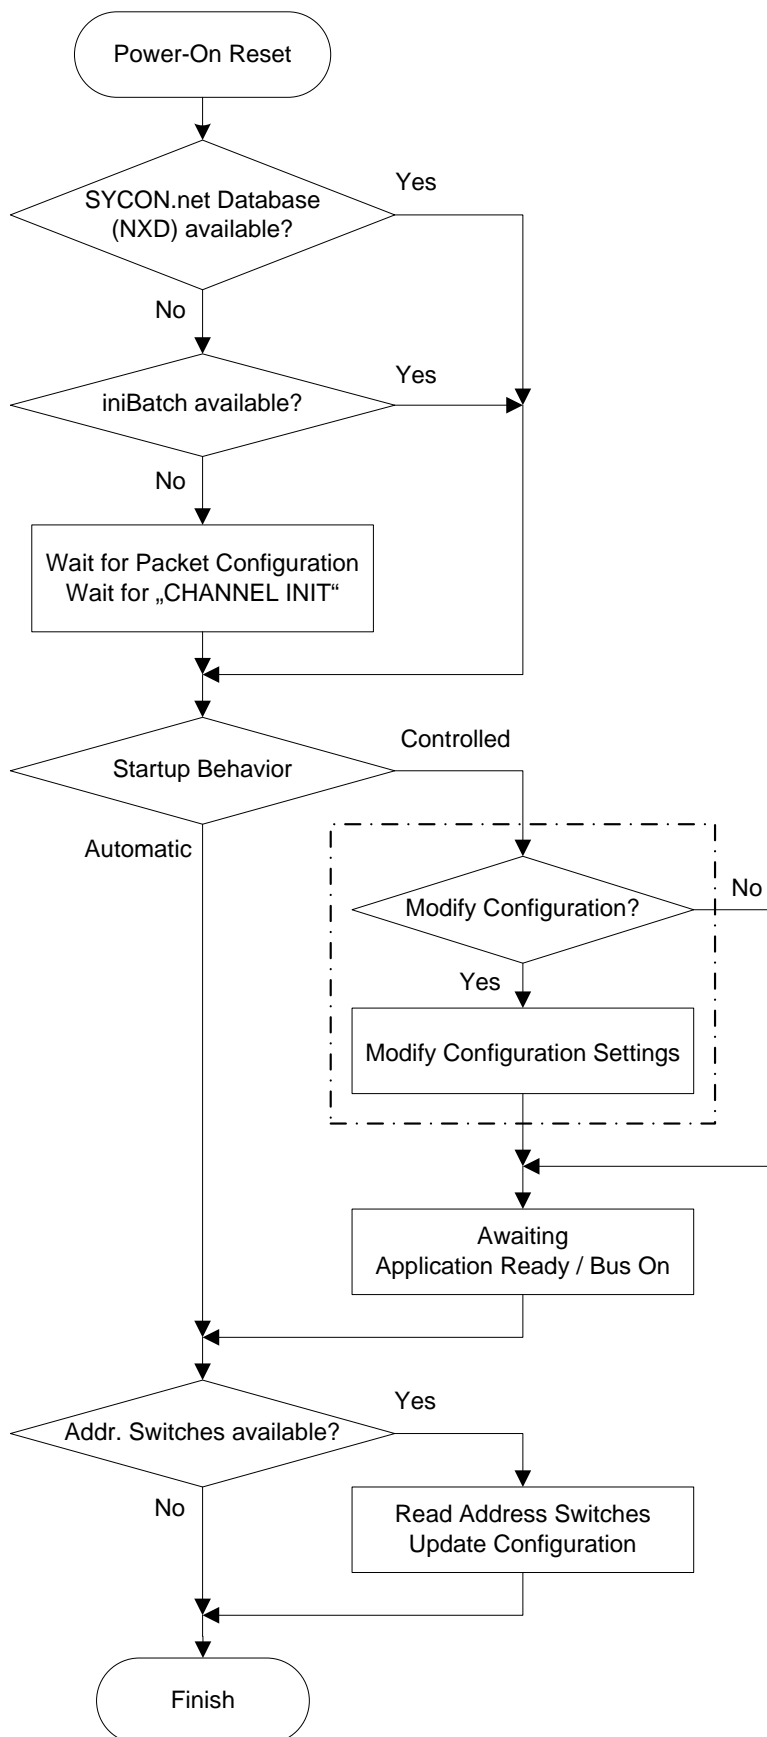 Power-On Reset
SYCON.net Database
(NXD) available?
Yes
No
iniBatch available?
Yes
No
Wait for Packet Configuration
Wait for „CHANNEL INIT“
Startup Behavior
Controlled
Automatic
Modify Configuration?
No
Yes
Modify Configuration Settings
Awaiting
Application Ready / Bus On
Addr. Switches available?
Yes
No
Read Address Switches
Update Configuration
Finish